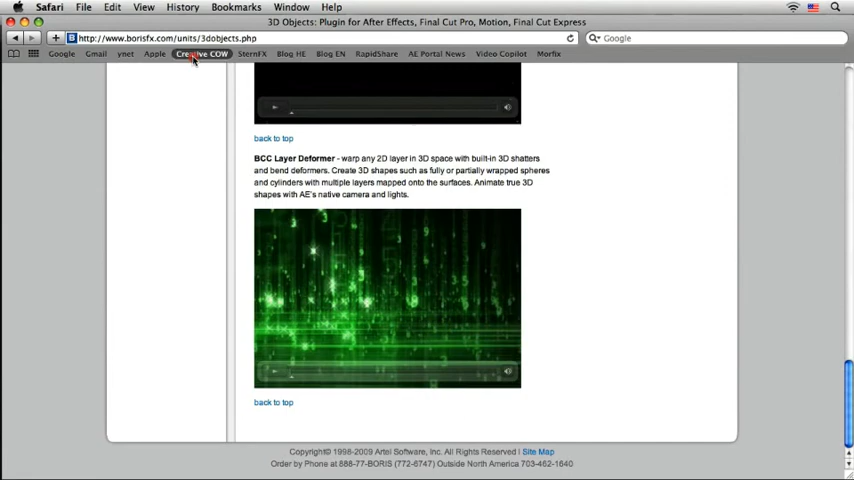 Safari File Edit View History Bookmarks Window Help
3D Objects: Plugin for After Effects, Final Cut Pro, Motion, Final Cut Express
http://www.borisfx.com/units/3dobjects.php
Google
Google Gmail ynet Apple Creative COW SternFX Blog HE Blog EN RapidShare AE Portal News Video Copilot Morfix
back to top
BCC Layer Deformer - warp any 2D layer in 3D space with built-in 3D shatters
and bend deformers. Create 3D shapes such as fully or partially wrapped spheres
and cylinders with multiple layers mapped onto the surfaces. Animate true 3D
shapes with AE's native camera and lights.
back to top
Copyright© 1998-2009 Artel Software, Inc. All Rights Reserved | Site Map
Order by Phone at 888-77-BORIS (772-6747) Outside North America 703-462-1640